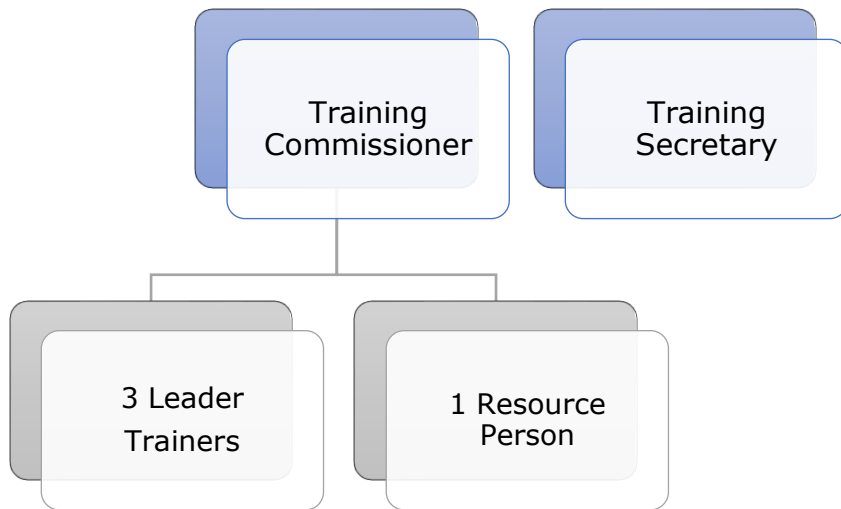 Training
Commissioner
Training
Secretary
3 Leader
Trainers
1 Resource
Person